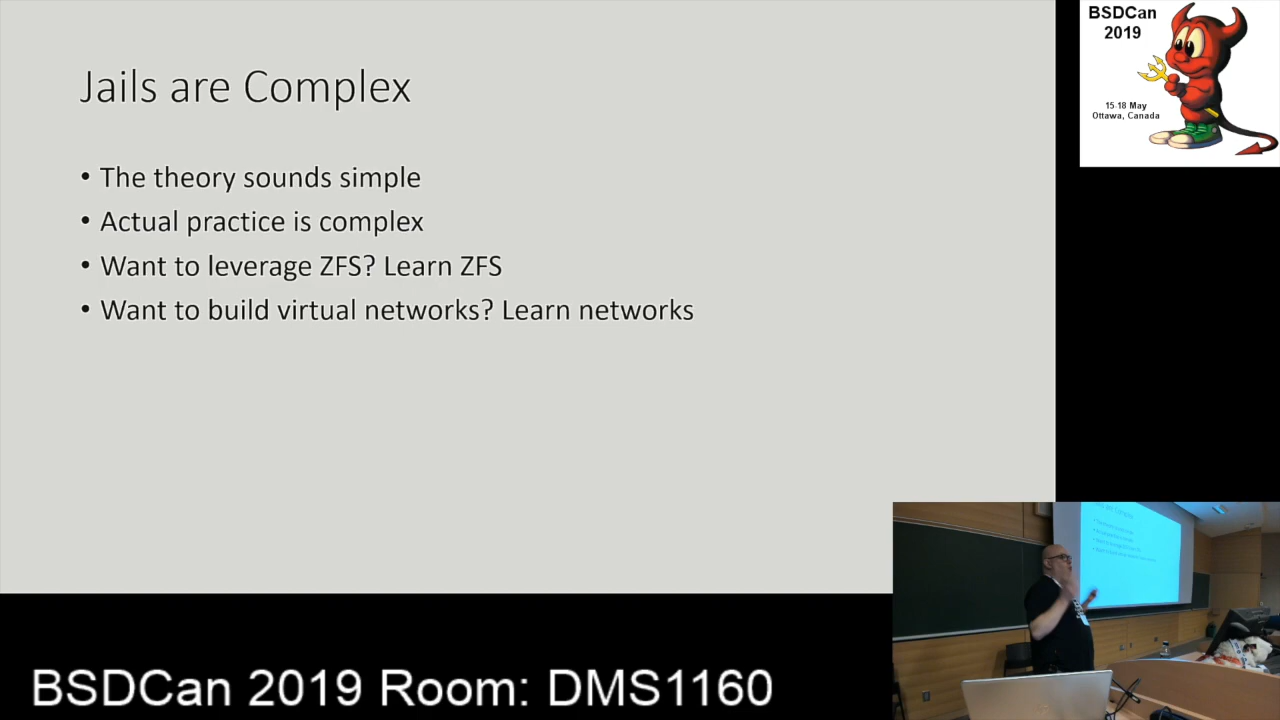 Jails are Complex
• The theory sounds simple
• Actual practice is complex
• Want to leverage ZFS? Learn ZFS
• Want to build virtual networks? Learn networks
BSDCan
2019
15-18 May
Ottawa, Canada
BSDCan 2019 Room: DMS1160